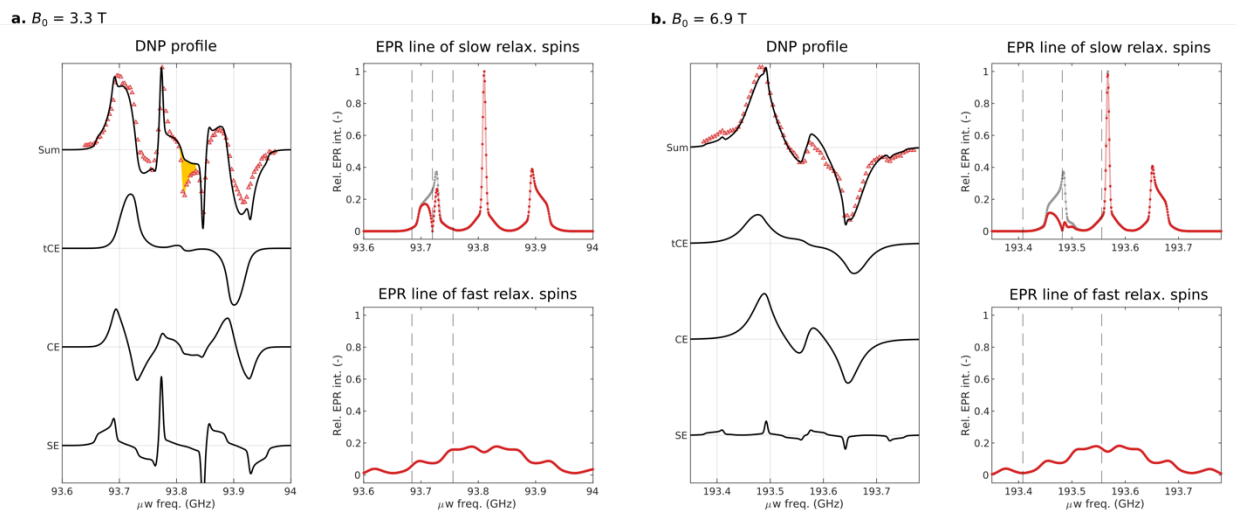 a. B₀ = 3.3 T
DNP profile
Sum
tCE
CE
SE
93.6 93.7 93.8 93.9 94
μw freq. (GHz)
EPR line of slow relax. spins
Rel. EPR int. (-)
1
0.8
0.6
0.4
0.2
0
93.6 93.7 93.8 93.9 94
EPR line of fast relax. spins
Rel. EPR int. (-)
1
0.8
0.6
0.4
0.2
0
93.6 93.7 93.8 93.9 94
μw freq. (GHz)
b. B₀ = 6.9 T
DNP profile
Sum
tCE
CE
SE
193.4 193.5 193.6 193.7
μw freq. (GHz)
EPR line of slow relax. spins
Rel. EPR int. (-)
1
0.8
0.6
0.4
0.2
0
193.4 193.5 193.6 193.7
EPR line of fast relax. spins
Rel. EPR int. (-)
1
0.8
0.6
0.4
0.2
0
193.4 193.5 193.6 193.7
μw freq. (GHz)